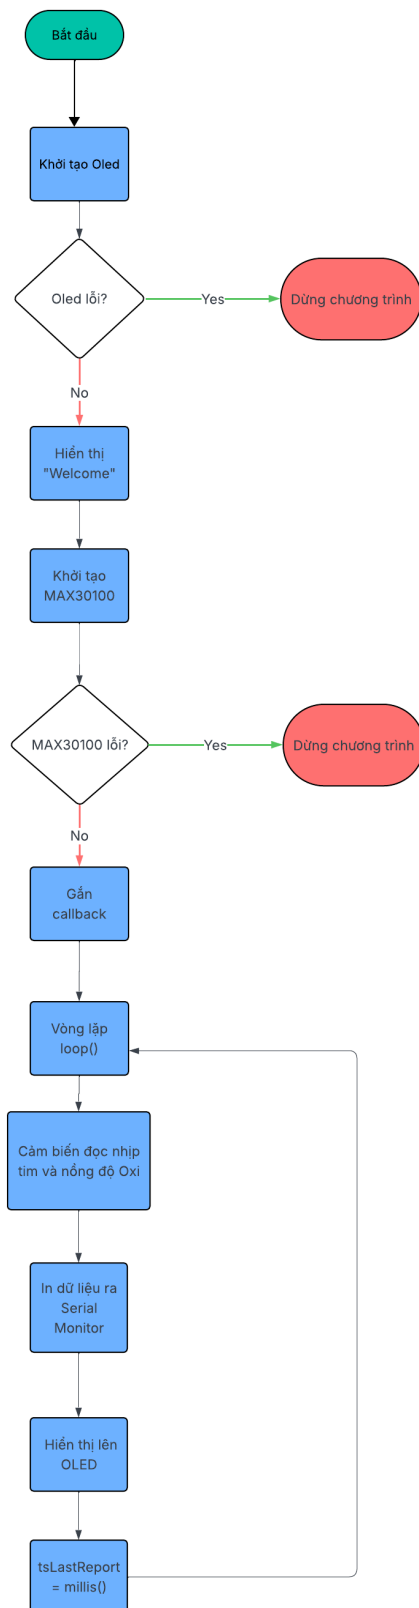 Bắt đầu
Khởi tạo Oled
Oled lỗi?
Yes
Dừng chương trình
No
Hiển thị
"Welcome"
Khởi tạo
MAX30100
MAX30100 lỗi?
Yes
Dừng chương trình
No
Gắn
callback
Vòng lặp
loop()
Cảm biến đọc nhịp
tim và nồng độ Oxi
In dữ liệu ra
Serial
Monitor
Hiển thị lên
OLED
tsLastReport
= millis()